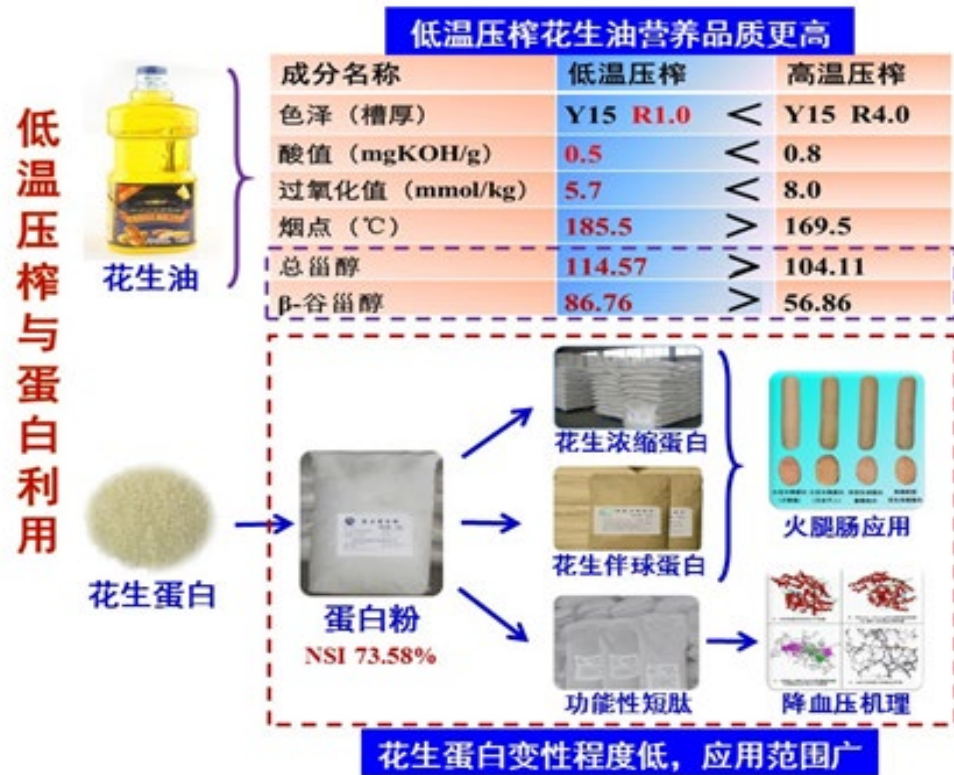 低温压榨花生油营养品质更高
低温压榨与蛋白利用
成分名称 低温压榨 高温压榨
色泽（槽厚） Y15 R1.0 < Y15 R4.0
酸值（mgKOH/g） 0.5 < 0.8
过氧化值（mmol/kg） 5.7 < 8.0
烟点（℃） 185.5 > 169.5
总甾醇 114.57 > 104.11
β-谷甾醇 86.76 > 56.86
花生油
花生蛋白
蛋白粉
NSI 73.58%
花生浓缩蛋白
花生伴球蛋白
功能性短肽
火腿肠应用
降血压机理
花生蛋白变性程度低，应用范围广